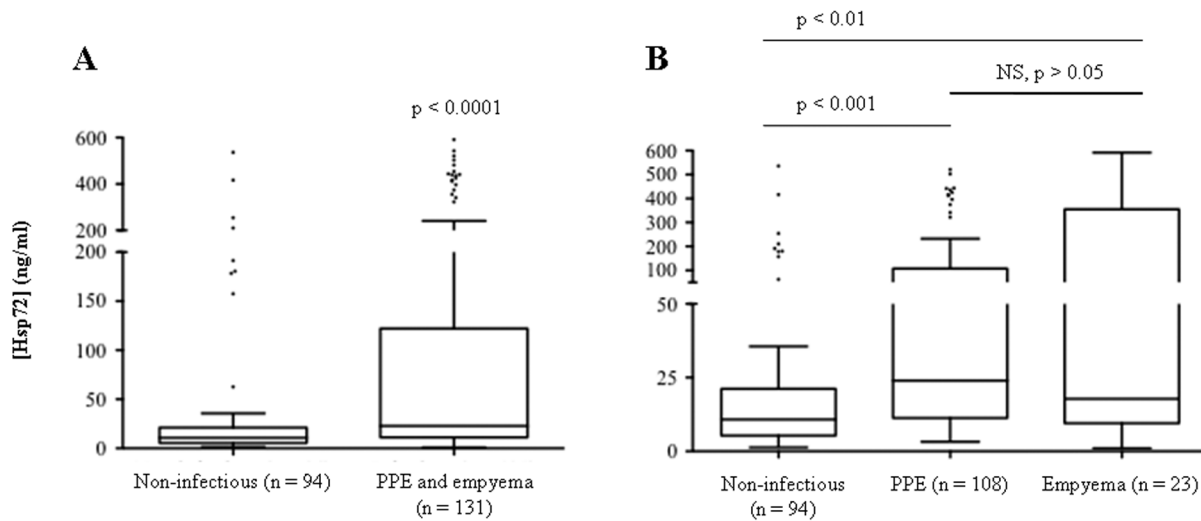 A
p < 0.0001
[Hsp72] (ng/ml)
600
400
200
200
150
100
50
0
Non-infectious (n = 94)
PPE and empyema
(n = 131)
B
p < 0.01
NS, p > 0.05
p < 0.001
600
500
400
300
200
100
50
25
0
Non-infectious
(n = 94)
PPE (n = 108)
Empyema (n = 23)